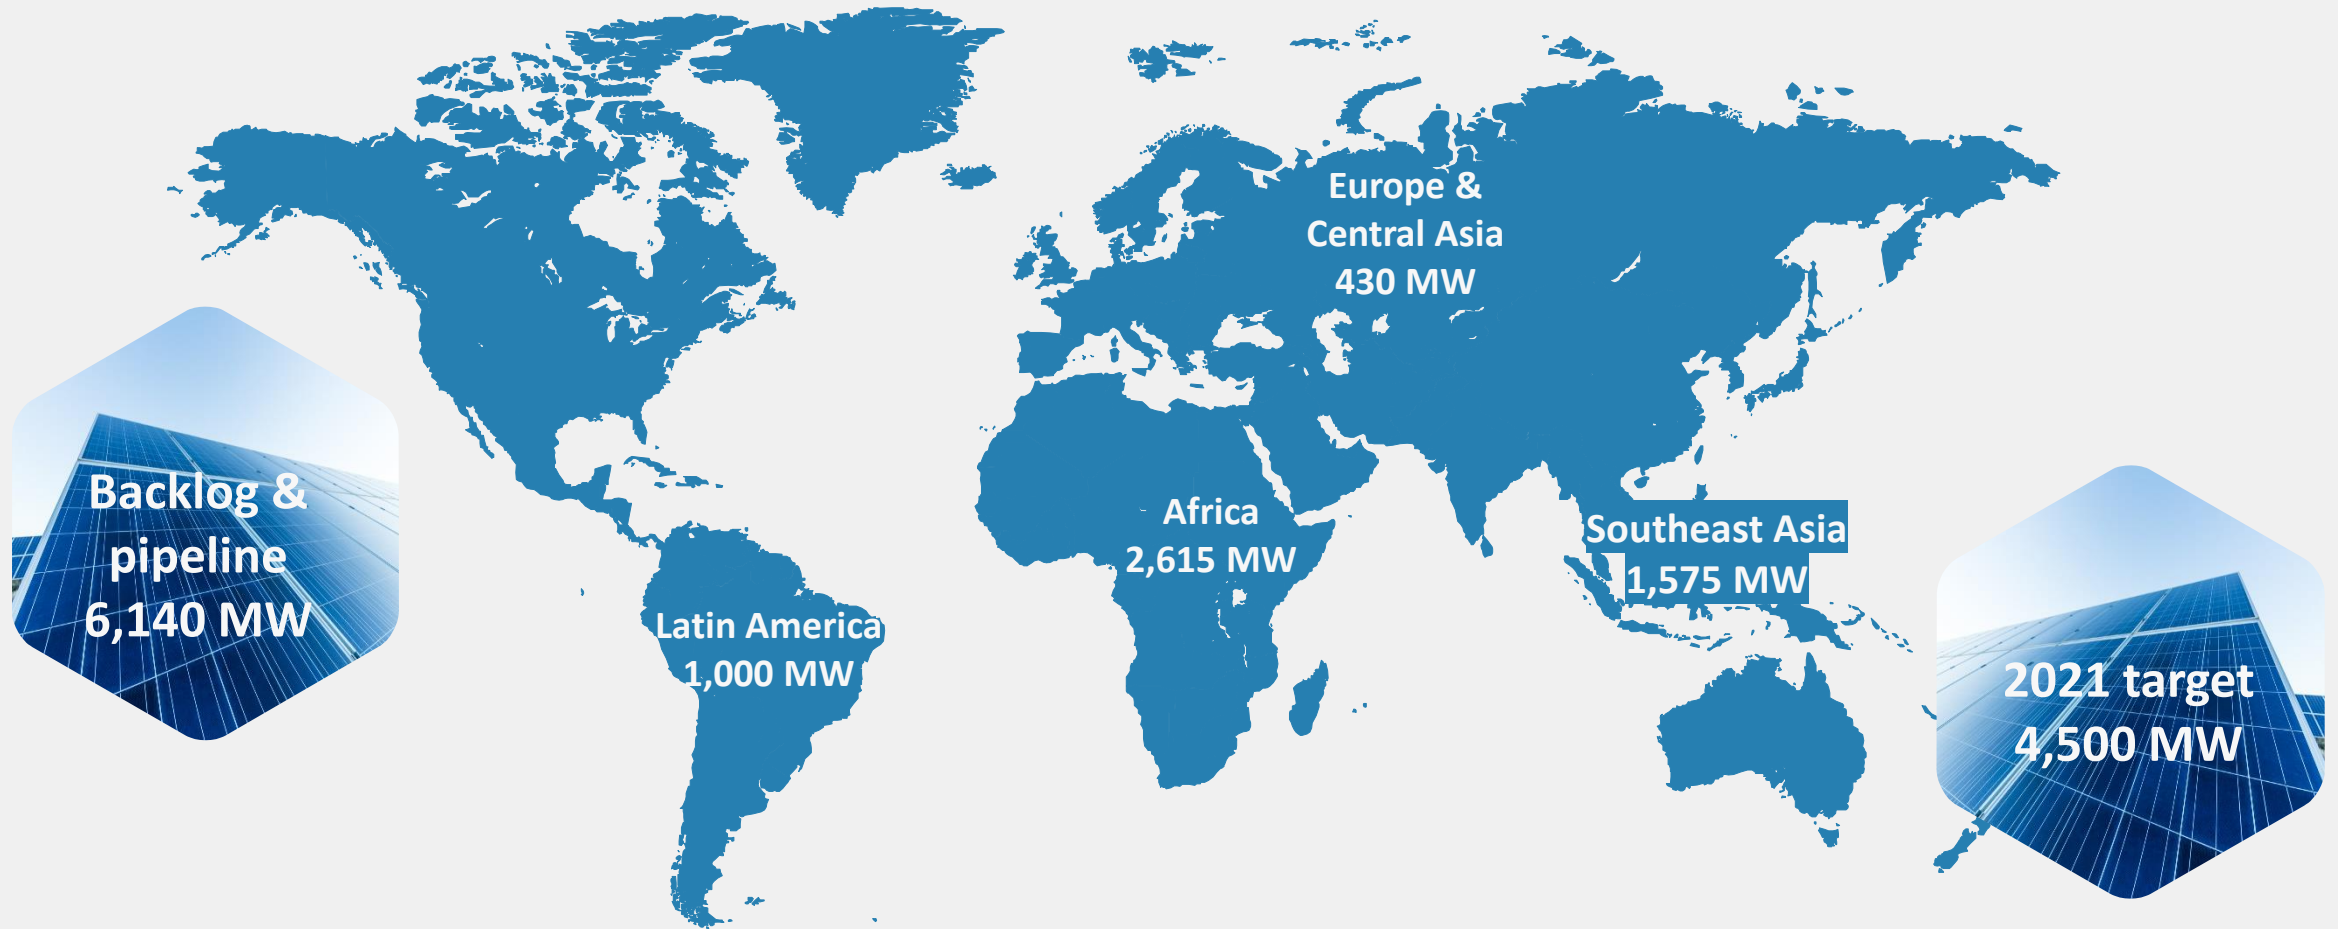 Europe &
Central Asia
430 MW
Backlog &
pipeline
6,140 MW
Africa
2,615 MW
Southeast Asia
1,575 MW
Latin America
1,000 MW
2021 target
4,500 MW